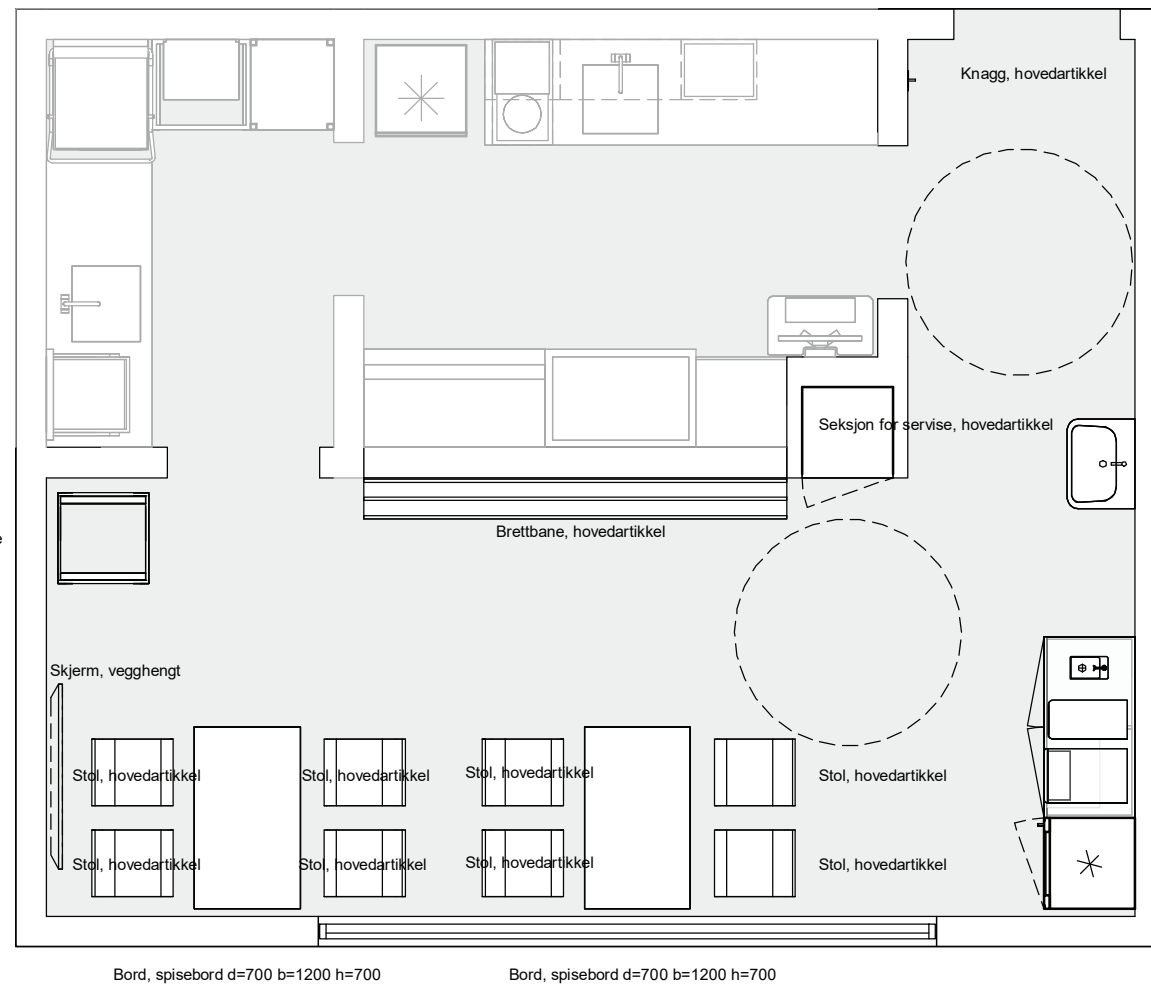 Knagg, hovedartikkel
Seksjon for servise, hovedartikkel
Brettbane, hovedartikkel
e
Skjerm, vegghengt
Stol, hovedartikkel
Stol, hovedartikkel
Stol, hovedartikkel
Stol, hovedartikkel
Stol, hovedartikkel
Stol, hovedartikkel
Stol, hovedartikkel
Stol, hovedartikkel
Bord, spisebord d=700 b=1200 h=700
Bord, spisebord d=700 b=1200 h=700